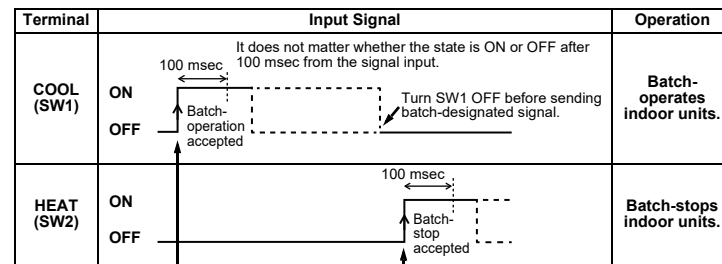 Terminal Input Signal Operation
It does not matter whether the state is ON or OFF after
100 msec from the signal input.
100 msec
COOL
(SW1)
ON
OFF
Batch-
operation
accepted
Turn SW1 OFF before sending
batch-designated signal.
Batch-
operates
indoor units.
HEAT
(SW2)
ON
OFF
100 msec
Batch-
stop
accepted
Batch-stops
indoor units.